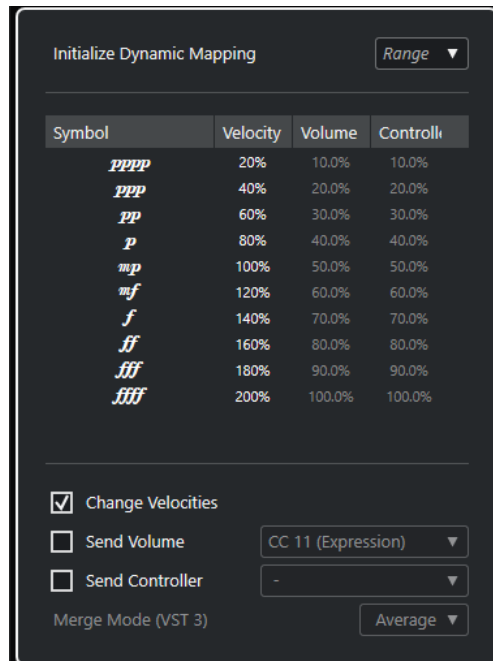 Initialize Dynamic Mapping Range
Symbol Velocity Volume Controlle
pppp 20% 10.0% 10.0%
ppp 40% 20.0% 20.0%
pp 60% 30.0% 30.0%
p 80% 40.0% 40.0%
mp 100% 50.0% 50.0%
mf 120% 60.0% 60.0%
f 140% 70.0% 70.0%
ff 160% 80.0% 80.0%
fff 180% 90.0% 90.0%
ffff 200% 100.0% 100.0%
Change Velocities
Send Volume CC 11 (Expression)
Send Controller -
Merge Mode (VST 3) Average